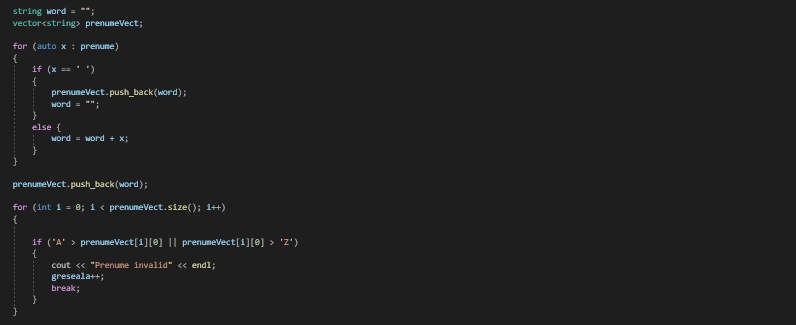 string word = "";
vector<string> prenumeVect;
for (auto x : prenume)
{
if (x == ' ')
{
prenumeVect.push_back(word);
word = "";
}
else {
word = word + x;
}
}
prenumeVect.push_back(word);
for (int i = 0; i < prenumeVect.size(); i++)
{
if ('A' > prenumeVect[i][0] || prenumeVect[i][0] > 'Z')
{
cout << "Prenume invalid" << endl;
greseala++;
break;
}
}